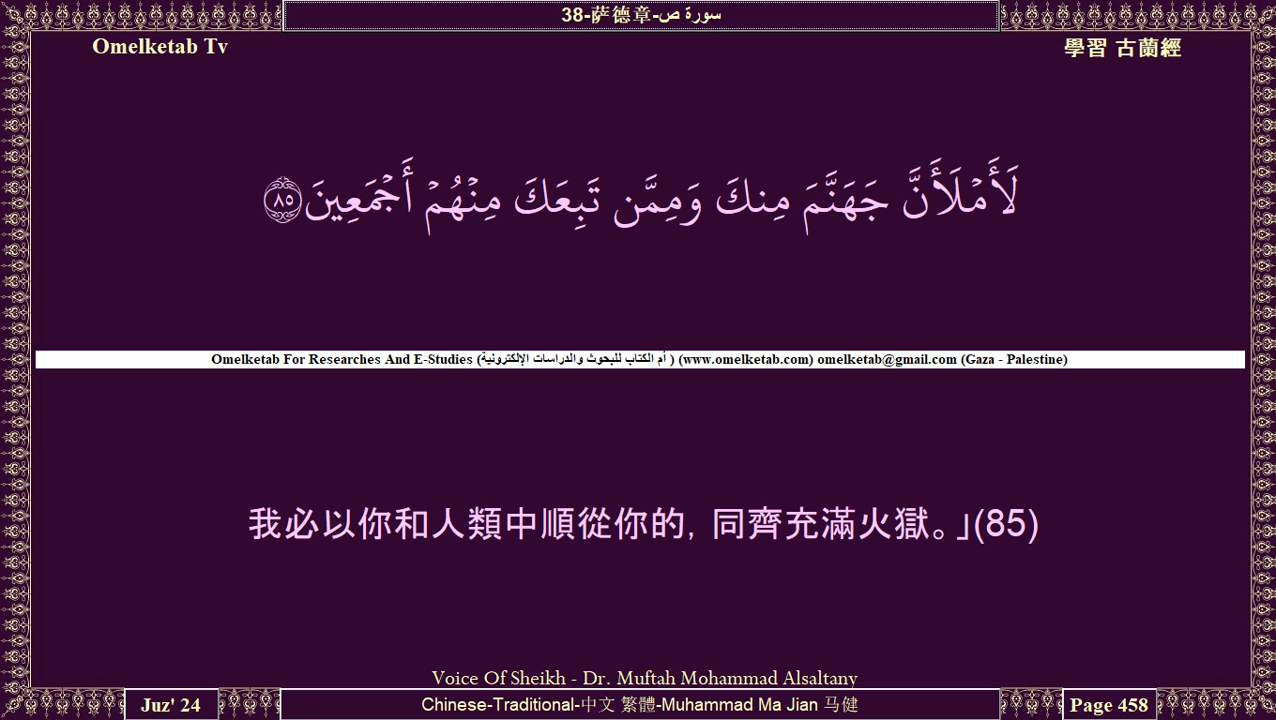 38-萨德章-سورة ص
Omelketab Tv
學習 古蘭經
لَأَمۡلَأَنَّ جَهَنَّمَ مِنكَ وَمِمَّن تَبِعَكَ مِنۡهُمۡ أَجۡمَعِينَ ٨٥
Omelketab For Researches And E-Studies (أم الكتاب للبحوث والدراسات الإلكترونية ) (www.omelketab.com) omelketab@gmail.com (Gaza - Palestine)
我必以你和人類中順從你的，同齊充滿火獄。」(85)
Voice Of Sheikh - Dr. Muftah Mohammad Alsaltany
Juz' 24
Chinese-Traditional-中文 繁體-Muhammad Ma Jian 马健
Page 458